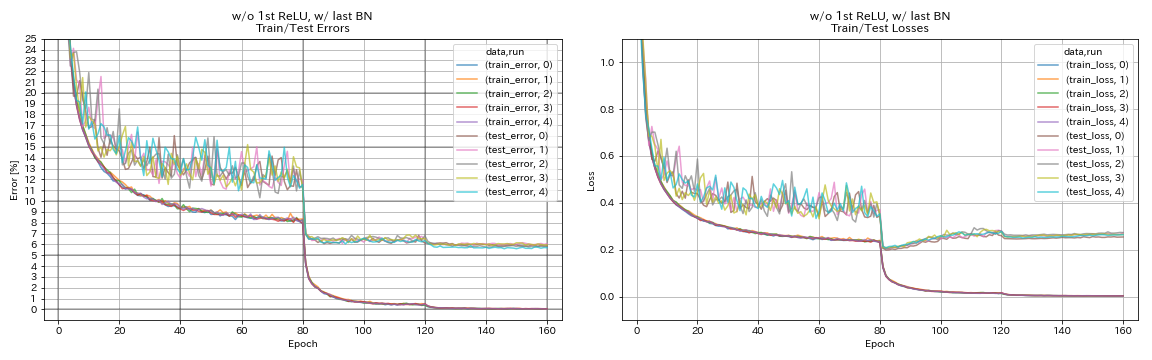 w/o 1st ReLU, w/ last BN
Train/Test Errors
25
24
23
22
21
20
19
18
17
16
15
14
13
12
11
10
9
8
7
6
5
4
3
2
1
0
Error [%]
0 20 40 60 80 100 120 140 160
Epoch
data,run
(train_error, 0)
(train_error, 1)
(train_error, 2)
(train_error, 3)
(train_error, 4)
(test_error, 0)
(test_error, 1)
(test_error, 2)
(test_error, 3)
(test_error, 4)
w/o 1st ReLU, w/ last BN
Train/Test Losses
1.0
0.8
0.6
0.4
0.2
0.0
Loss
0 20 40 60 80 100 120 140 160
Epoch
data,run
(train_loss, 0)
(train_loss, 1)
(train_loss, 2)
(train_loss, 3)
(train_loss, 4)
(test_loss, 0)
(test_loss, 1)
(test_loss, 2)
(test_loss, 3)
(test_loss, 4)